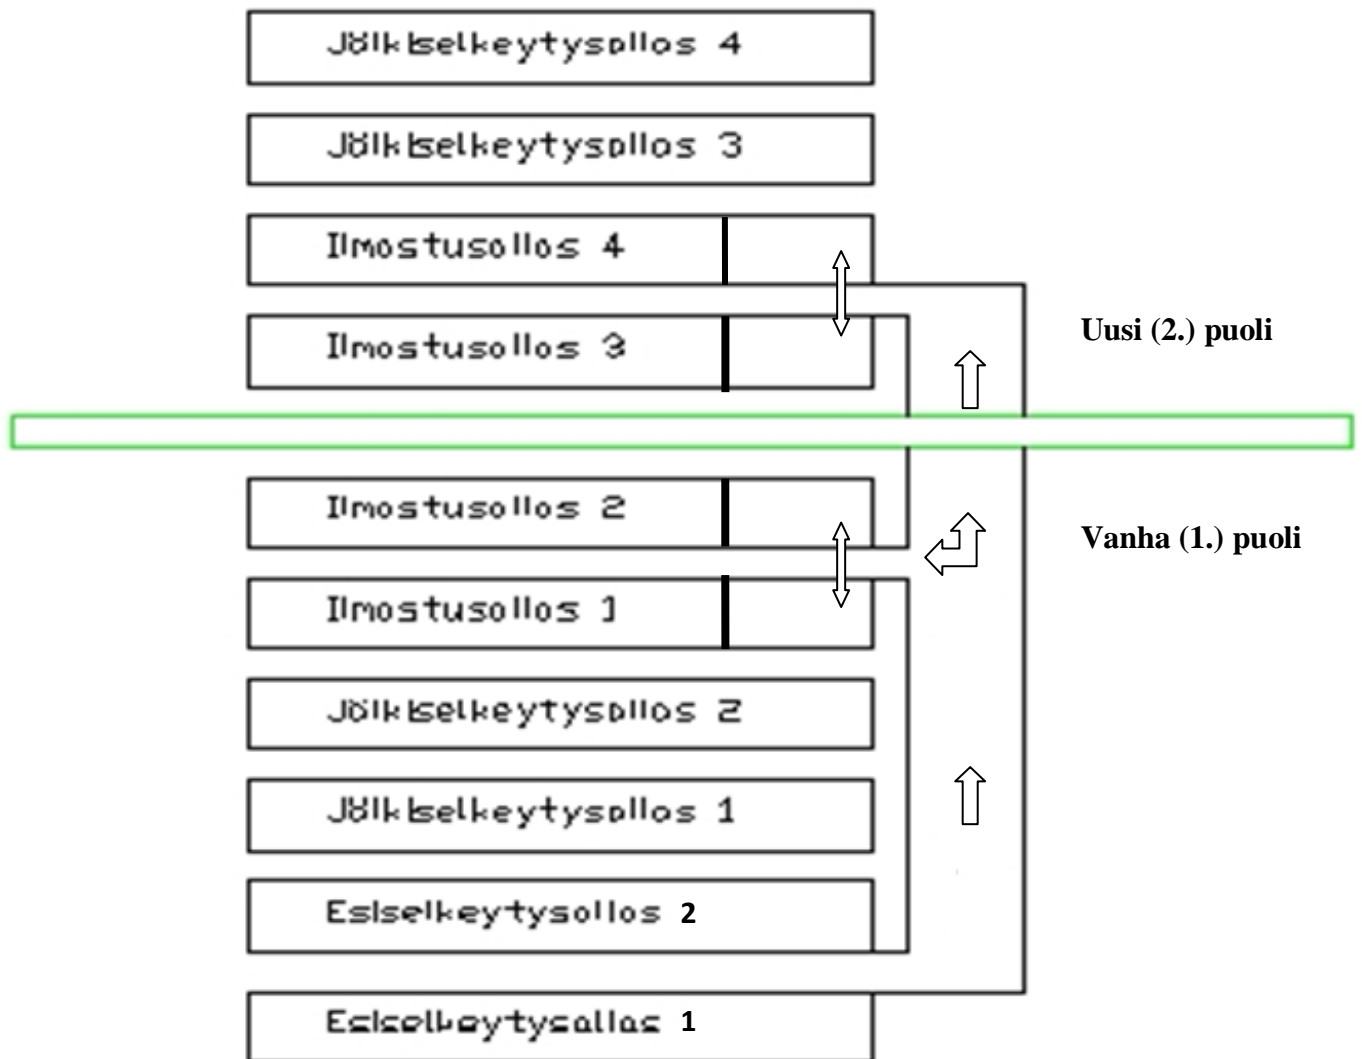 Jälkiselkeytysallas 4
Jälkiselkeytysallas 3
Ilmastusallas 4
Ilmastusallas 3
Uusi (2.) puoli
Ilmastusallas 2
Vanha (1.) puoli
Ilmastusallas 1
Jälkiselkeytysallas 2
Jälkiselkeytysallas 1
Esiselkeytysallas 2
Esiselkeytysallas 1